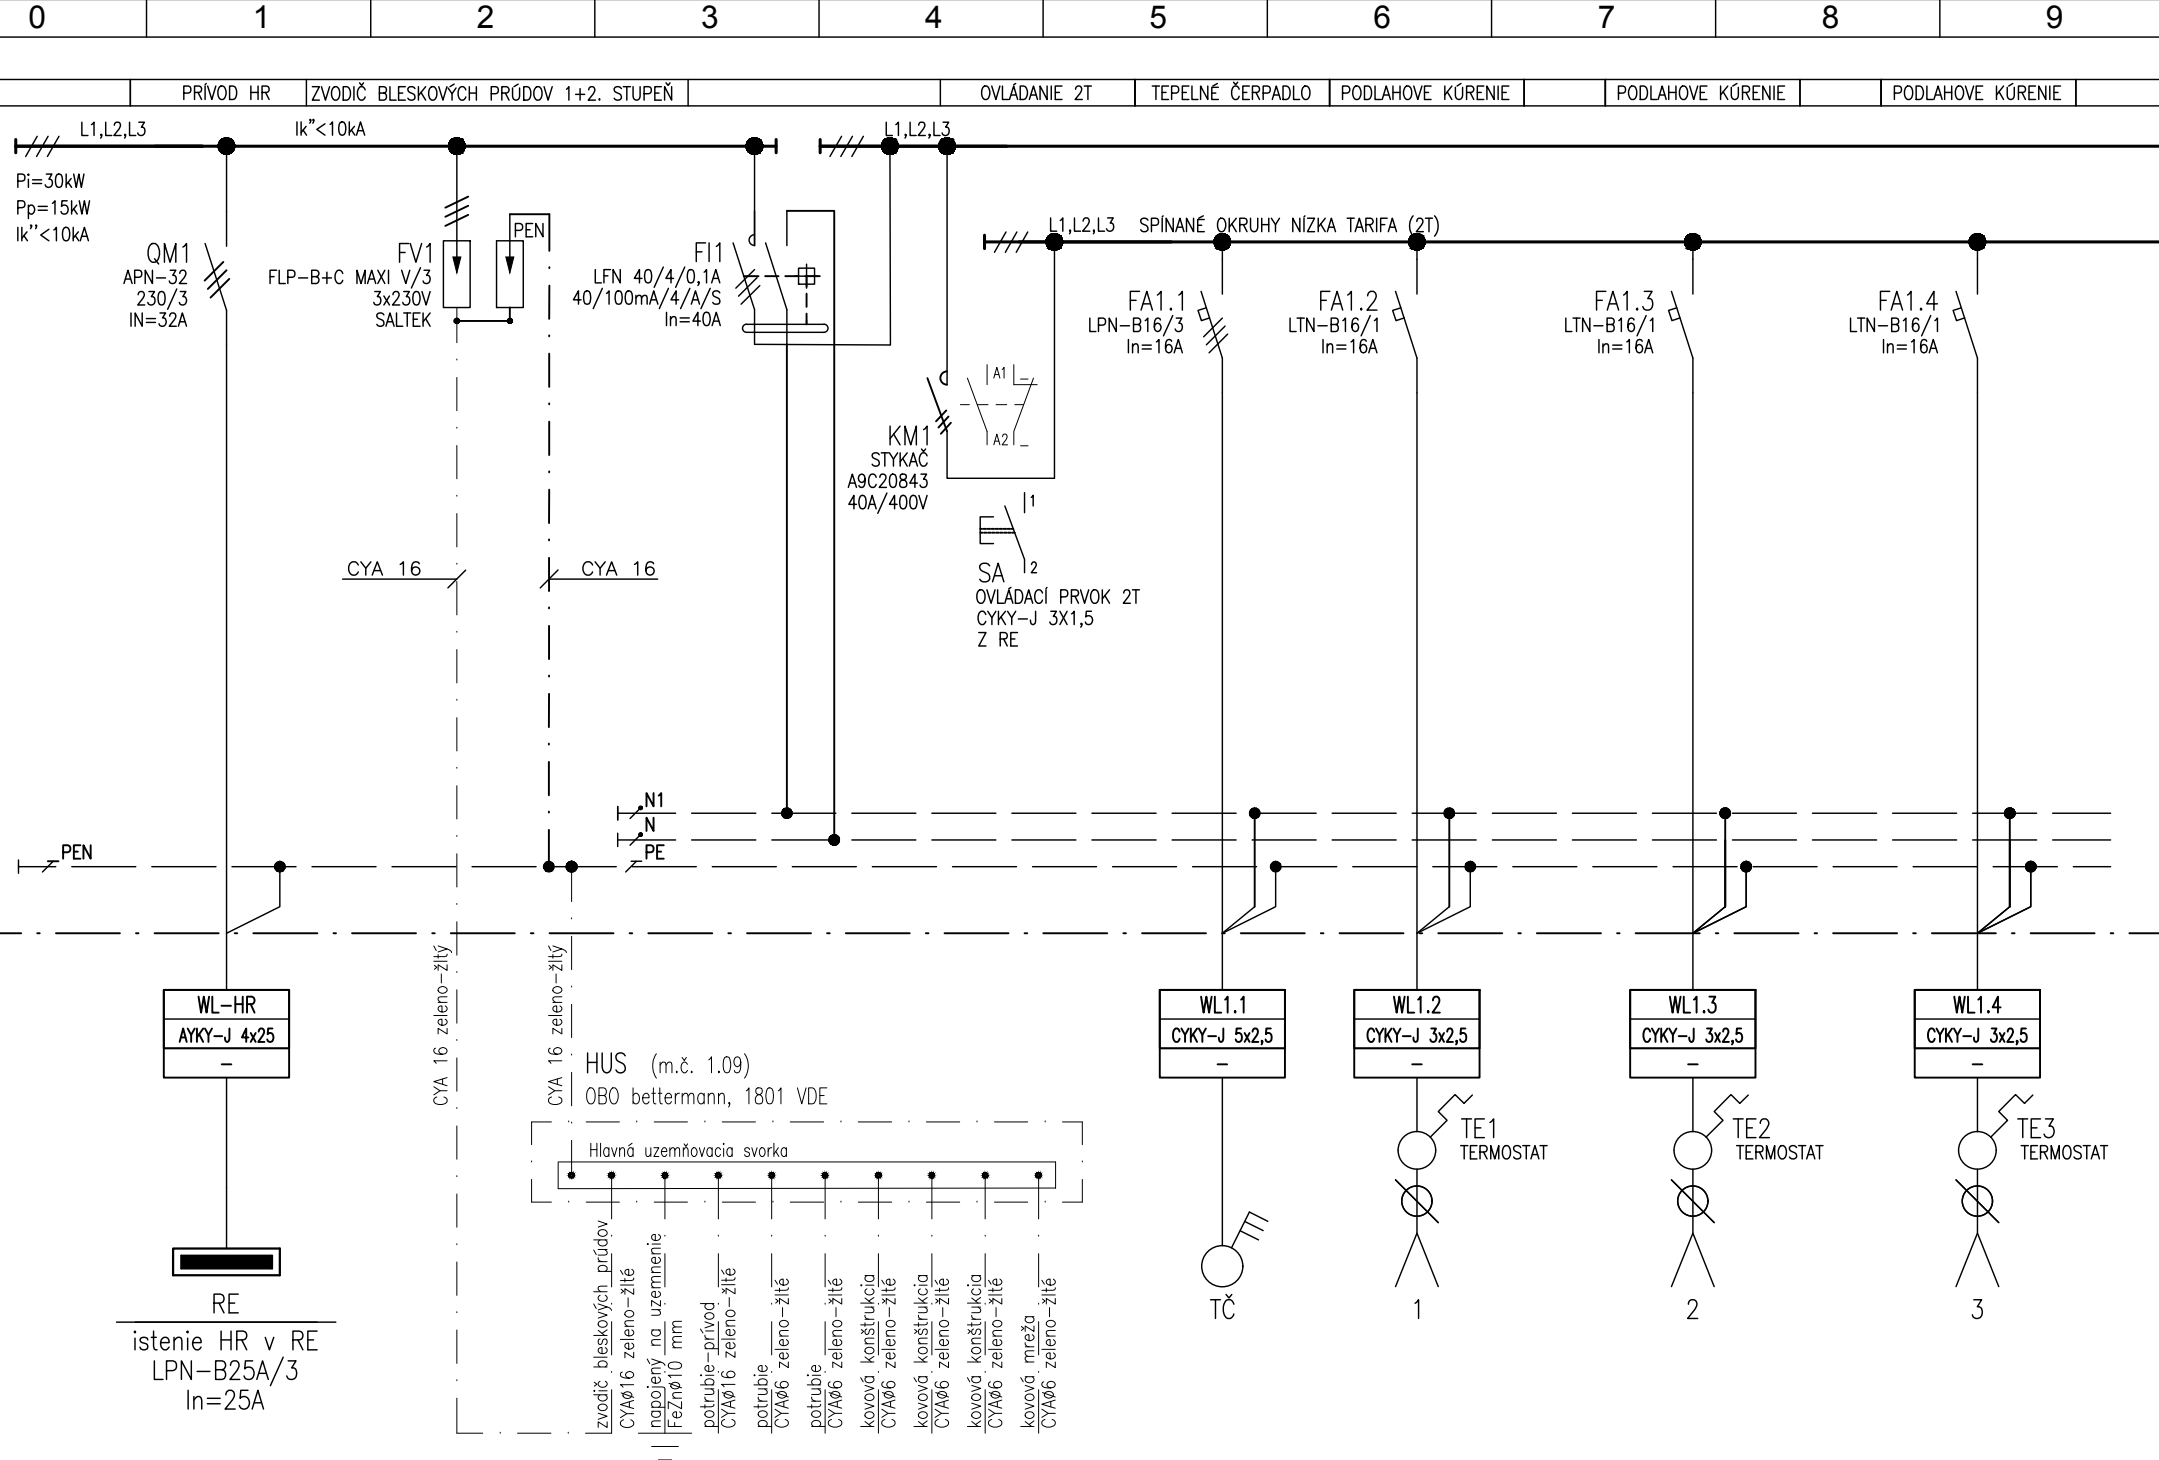 0 1 2 3 4 5 6 7 8 9
PRÍVOD HR
ZVODIČ BLESKOVÝCH PRÚDOV 1+2. STUPEŇ
OVLÁDANIE 2T
TEPELNÉ ČERPADLO
PODLAHOVE KÚRENIE
PODLAHOVE KÚRENIE
PODLAHOVE KÚRENIE
L1,L2,L3
Ik”<10kA
L1,L2,L3
Pi=30kW
Pp=15kW
Ik’’<10kA
QM1
APN-32
230/3
IN=32A
FV1
FLP-B+C MAXI V/3
3x230V
SALTEK
PEN
FI1
LFN 40/4/0,1A
40/100mA/4/A/S
In=40A
L1,L2,L3
SPÍNANÉ OKRUHY NÍZKA TARIFA (2T)
FA1.1
LPN-B16/3
In=16A
FA1.2
LTN-B16/1
In=16A
FA1.3
LTN-B16/1
In=16A
FA1.4
LTN-B16/1
In=16A
A1
A2
KM1
STYKAČ
A9C20843
40A/400V
1
2
SA
OVLÁDACÍ PRVOK 2T
CYKY-J 3X1,5
Z RE
CYA 16
CYA 16
N1
N
PEN
PE
CYA 16 zeleno-žltý
CYA 16 zeleno-žltý
WL-HR
AYKY-J 4x25
-
WL1.1
CYKY-J 5x2,5
-
WL1.2
CYKY-J 3x2,5
-
WL1.3
CYKY-J 3x2,5
-
WL1.4
CYKY-J 3x2,5
-
HUS (m.č. 1.09)
OBO bettermann, 1801 VDE
Hlavná uzemňovacia svorka
TE1
TERMOSTAT
TE2
TERMOSTAT
TE3
TERMOSTAT
zvodič bleskových prúdov
CYAø16 zeleno-žlté
napojený na uzemnenie
FeZnø10 mm
potrubie-prívod
CYAø16 zeleno-žlté
potrubie
CYAø6 zeleno-žlté
potrubie
CYAø6 zeleno-žlté
kovová konštrukcia
CYAø6 zeleno-žlté
kovová konštrukcia
CYAø6 zeleno-žlté
kovová konštrukcia
CYAø6 zeleno-žlté
kovová mreža
CYAø6 zeleno-žlté
RE
istenie HR v RE
LPN-B25A/3
In=25A
TČ
1
2
3